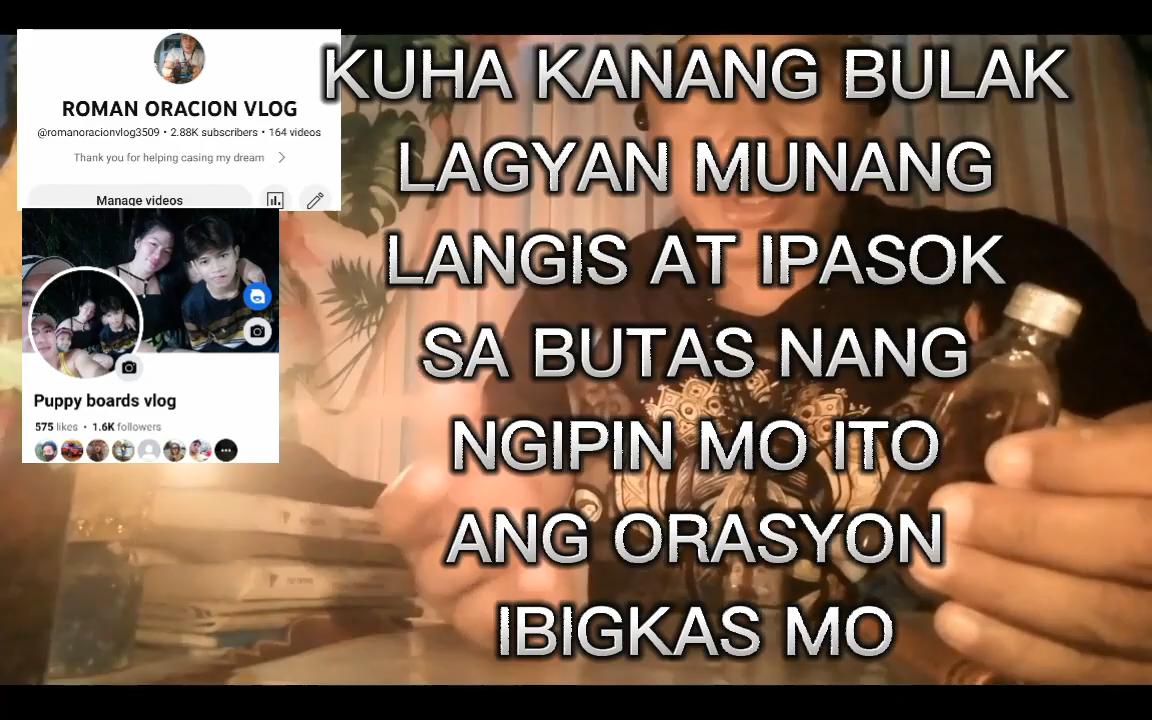 ROMAN ORACION VLOG
@romanoracionvlog3509 • 2.88K subscribers • 164 videos
Thank you for helping casing my dream
Manage videos
Puppy boards vlog
575 likes • 1.6K followers
KUHA KANANG BULAK
LAGYAN MUNANG
LANGIS AT IPASOK
SA BUTAS NANG
NGIPIN MO ITO
ANG ORASYON
IBIGKAS MO